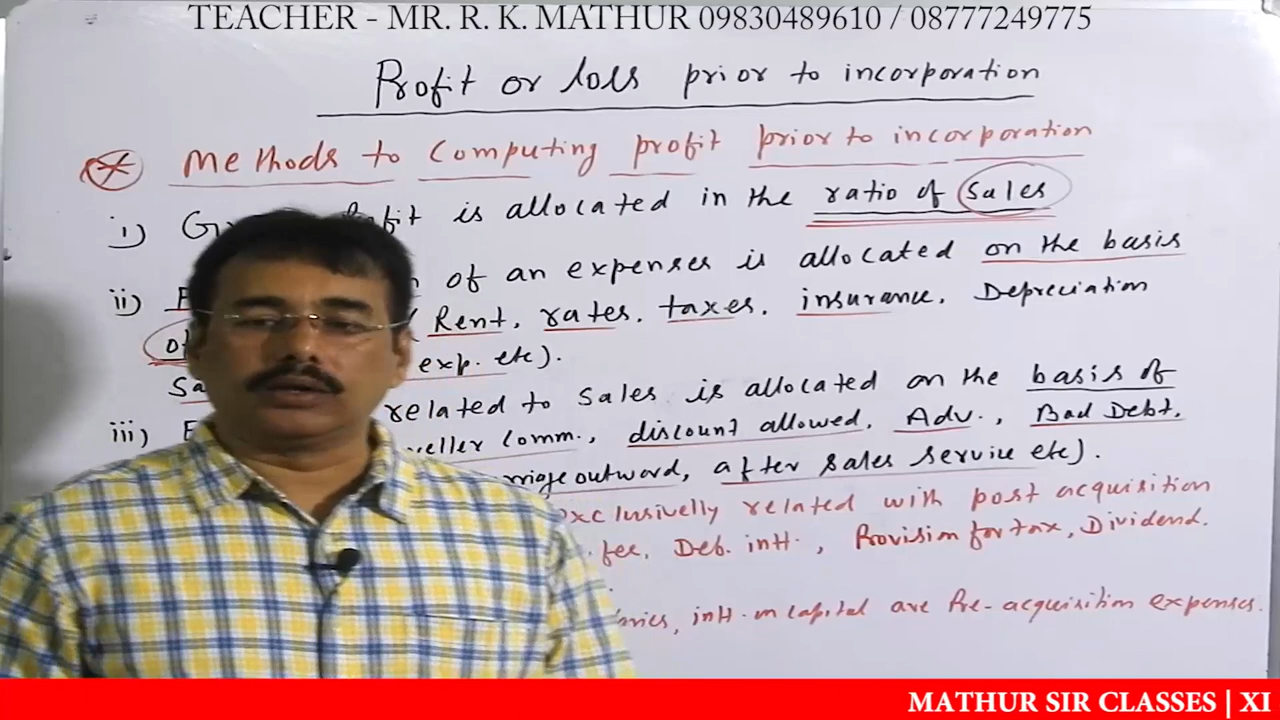 TEACHER - MR. R. K. MATHUR 09830489610 / 08777249775
Profit or loss prior to incorporation
Methods to Computing profit prior to incorporation
i) is allocated in the ratio of Sales
ii) of an expenses is allocated on the basis
Rent, rates, taxes, insurance, Depreciation
exp. etc).
iii) related to Sales is allocated on the basis of
Comm., discount allowed, Adv., Bad Debt,
outward, after sales service etc).
exclusivelly related with post acquisition
fee, Deb. intt., Provision for tax, Dividend.
intt. on capital are Pre-acquisition expenses.
MATHUR SIR CLASSES | XI